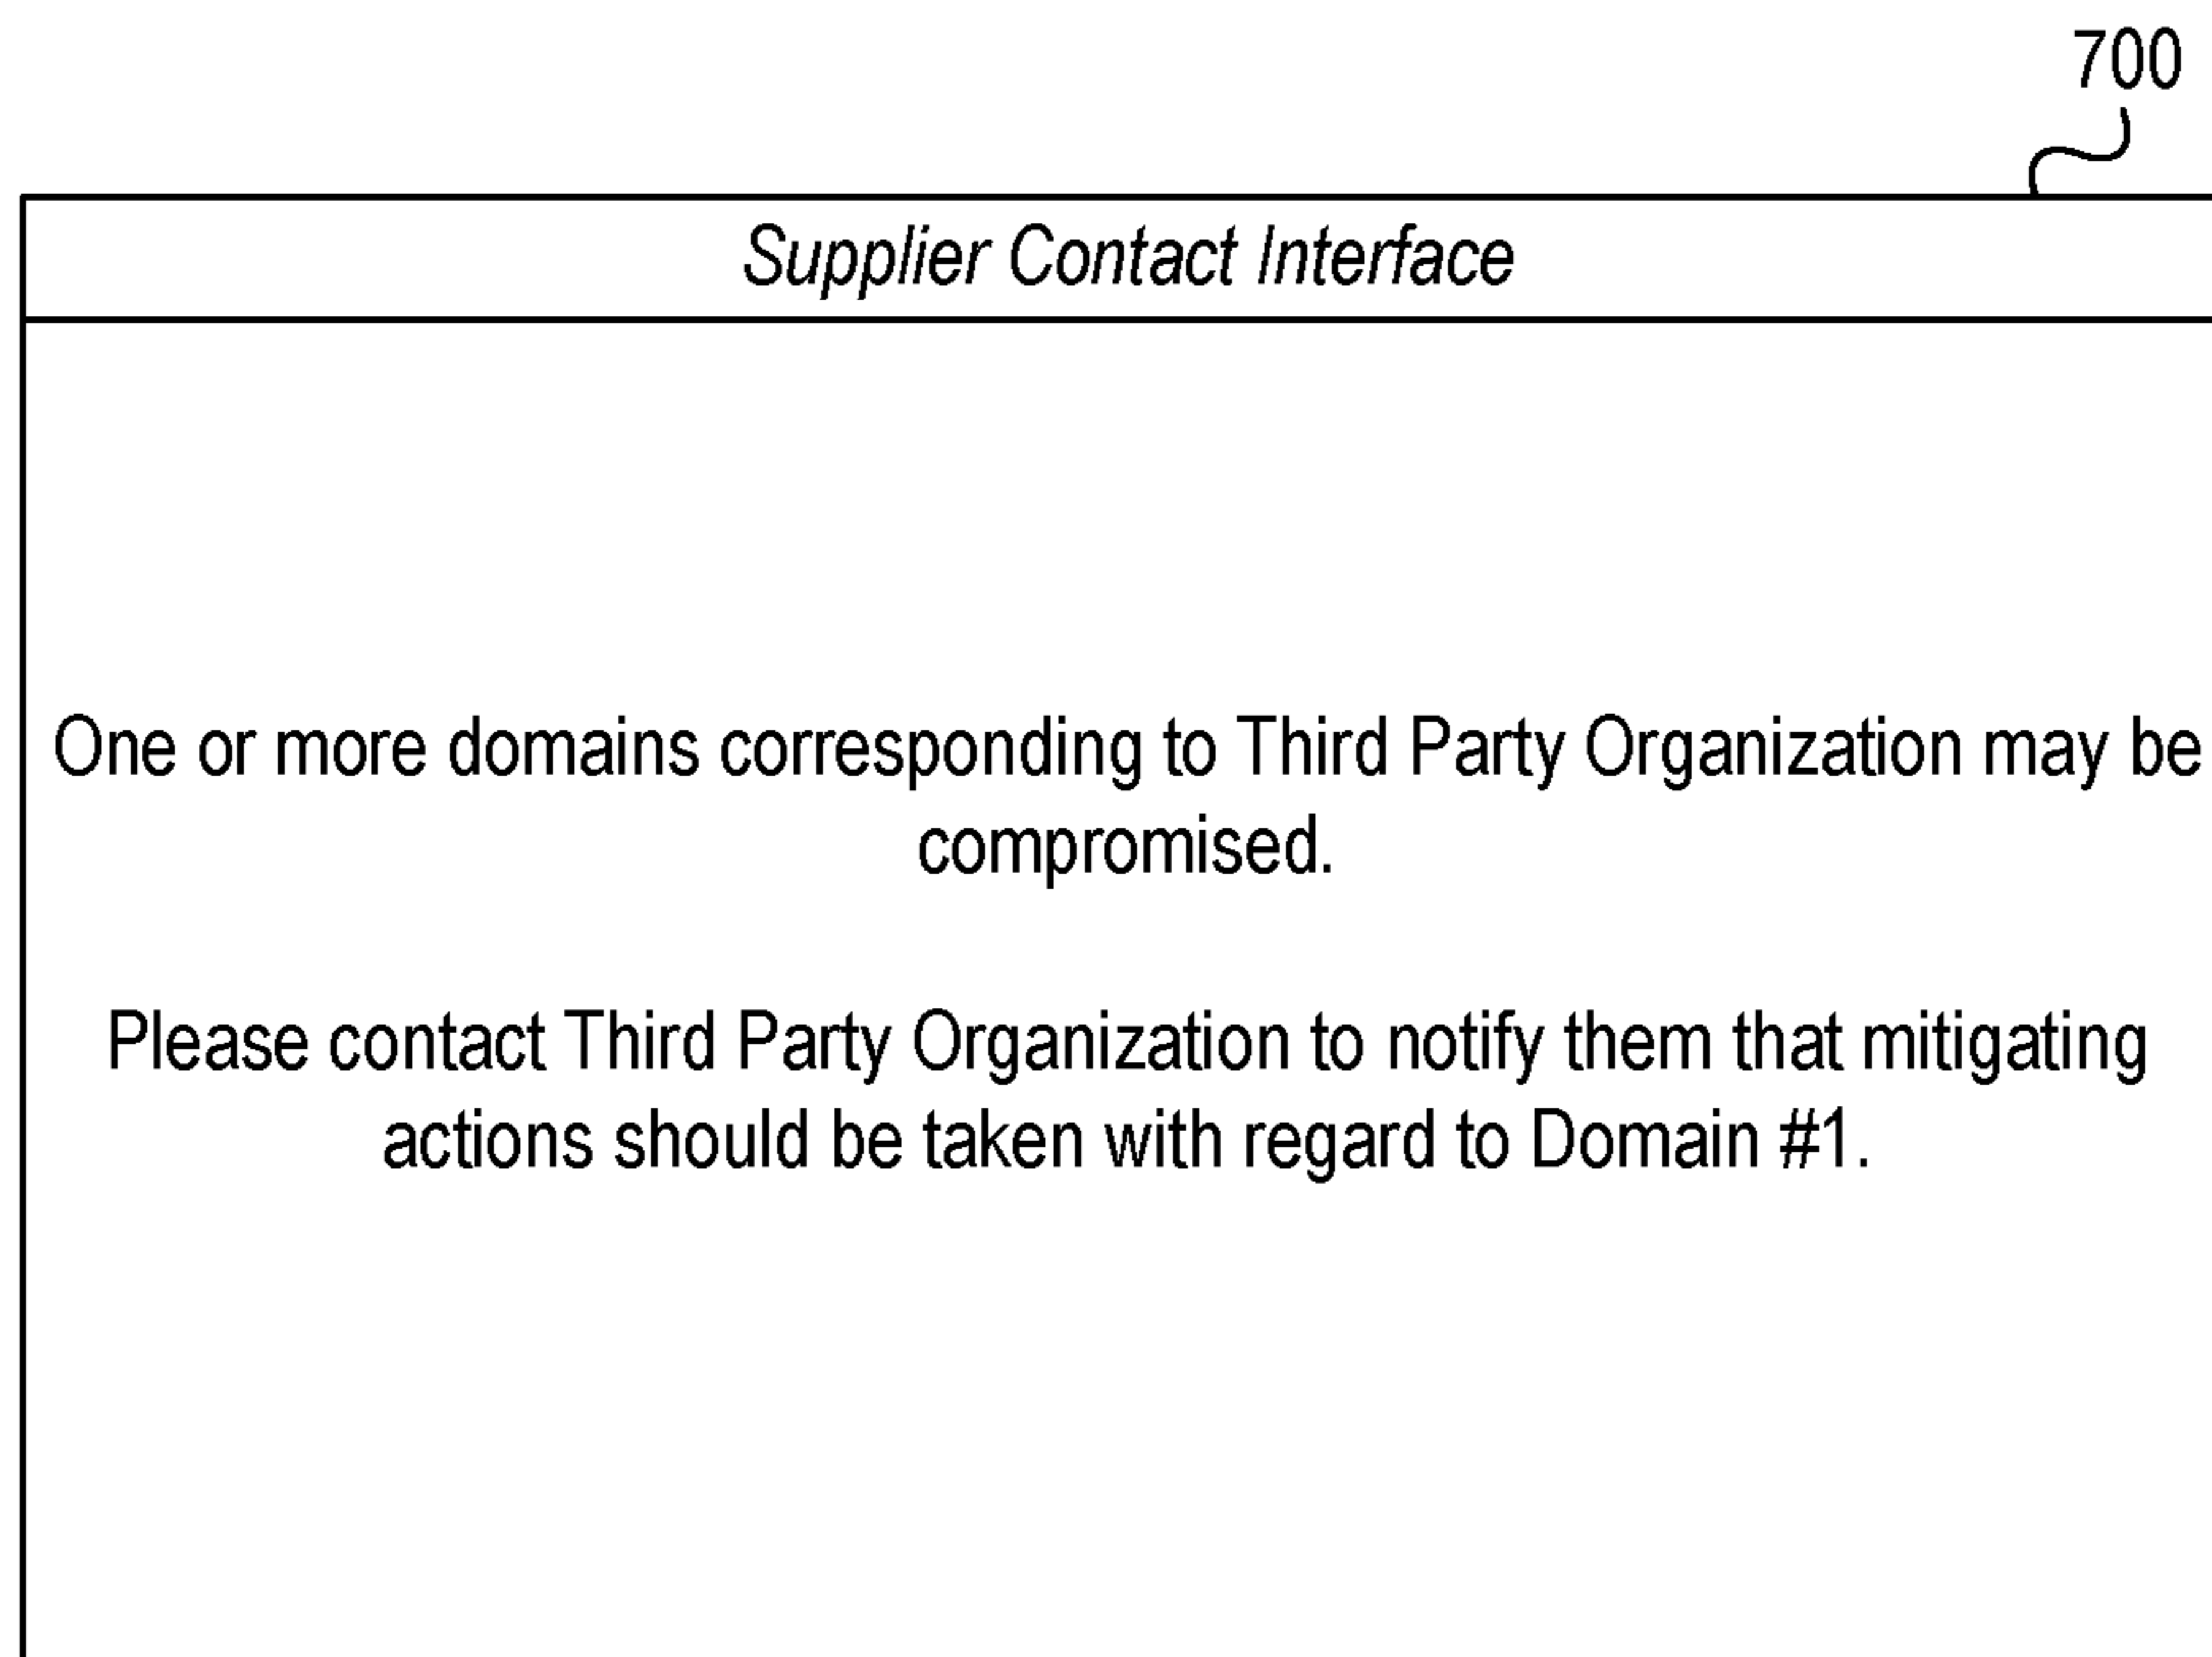 700
Supplier Contact Interface
One or more domains corresponding to Third Party Organization may be
compromised.
Please contact Third Party Organization to notify them that mitigating
actions should be taken with regard to Domain #1.